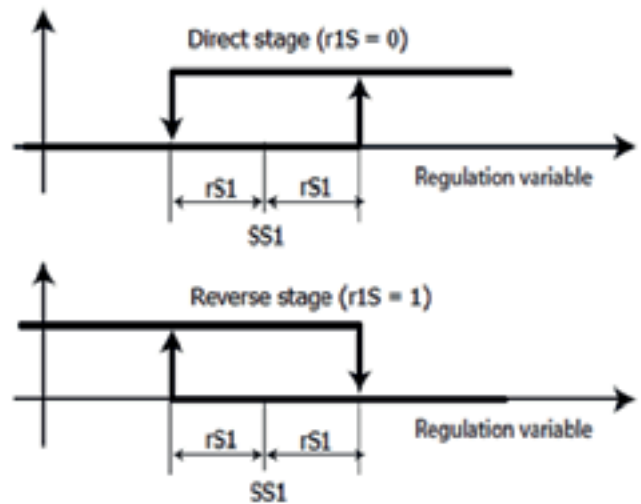 Direct stage (r1S = 0)
Regulation variable
rS1 rS1
SS1
Reverse stage (r1S = 1)
Regulation variable
rS1 rS1
SS1